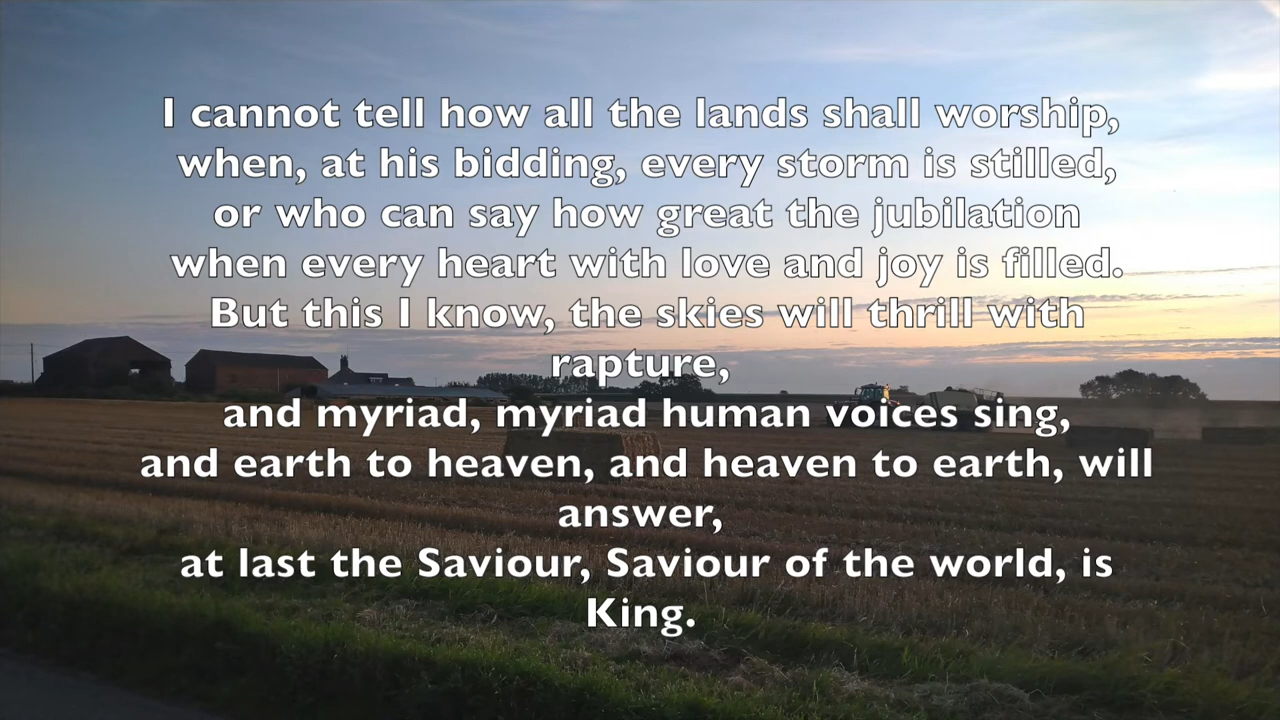 I cannot tell how all the lands shall worship,
when, at his bidding, every storm is stilled,
or who can say how great the jubilation
when every heart with love and joy is filled.
But this I know, the skies will thrill with
rapture,
and myriad, myriad human voices sing,
and earth to heaven, and heaven to earth, will
answer,
at last the Saviour, Saviour of the world, is
King.